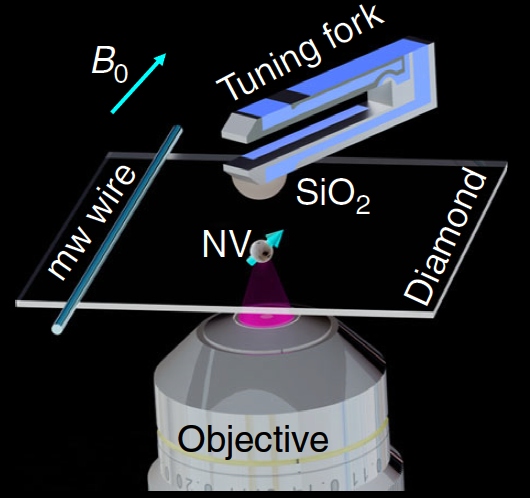 B₀
Tuning fork
mw wire
SiO₂
NV
Diamond
Objective